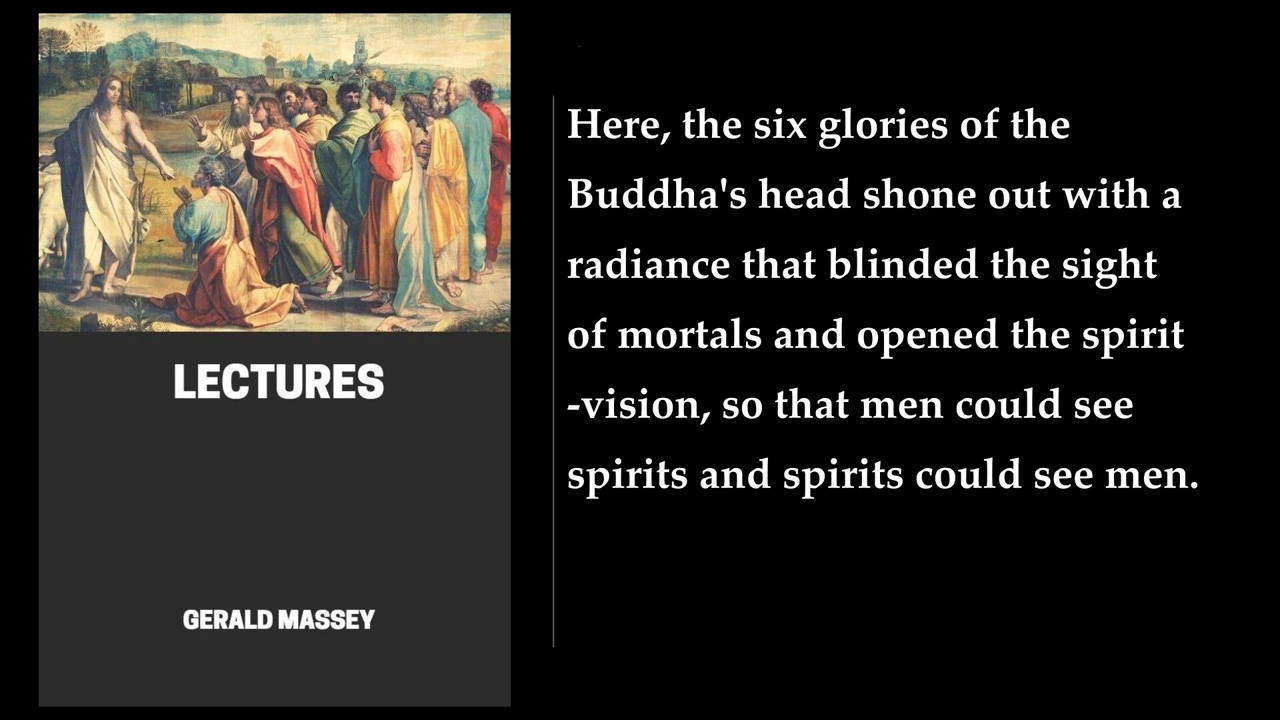 LECTURES
GERALD MASSEY
Here, the six glories of the
Buddha's head shone out with a
radiance that blinded the sight
of mortals and opened the spirit
-vision, so that men could see
spirits and spirits could see men.